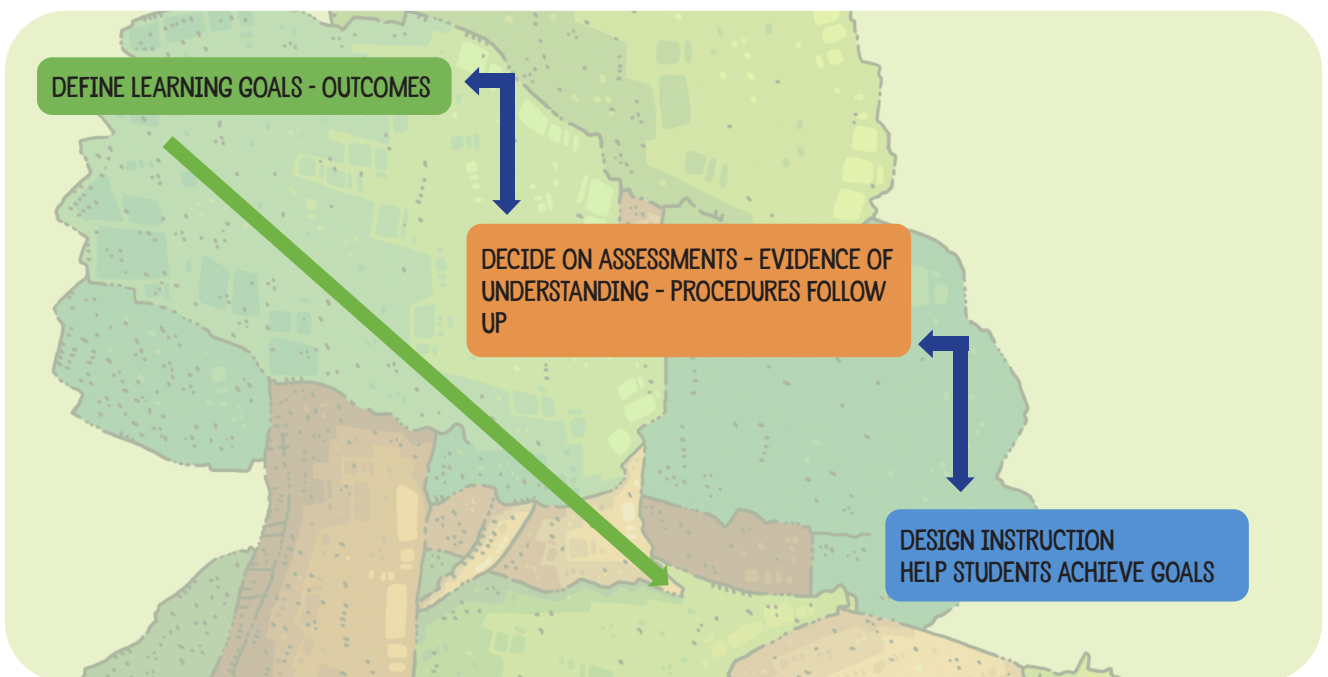 DEFINE LEARNING GOALS - OUTCOMES
DECIDE ON ASSESSMENTS - EVIDENCE OF
UNDERSTANDING - PROCEDURES FOLLOW
UP
DESIGN INSTRUCTION
HELP STUDENTS ACHIEVE GOALS